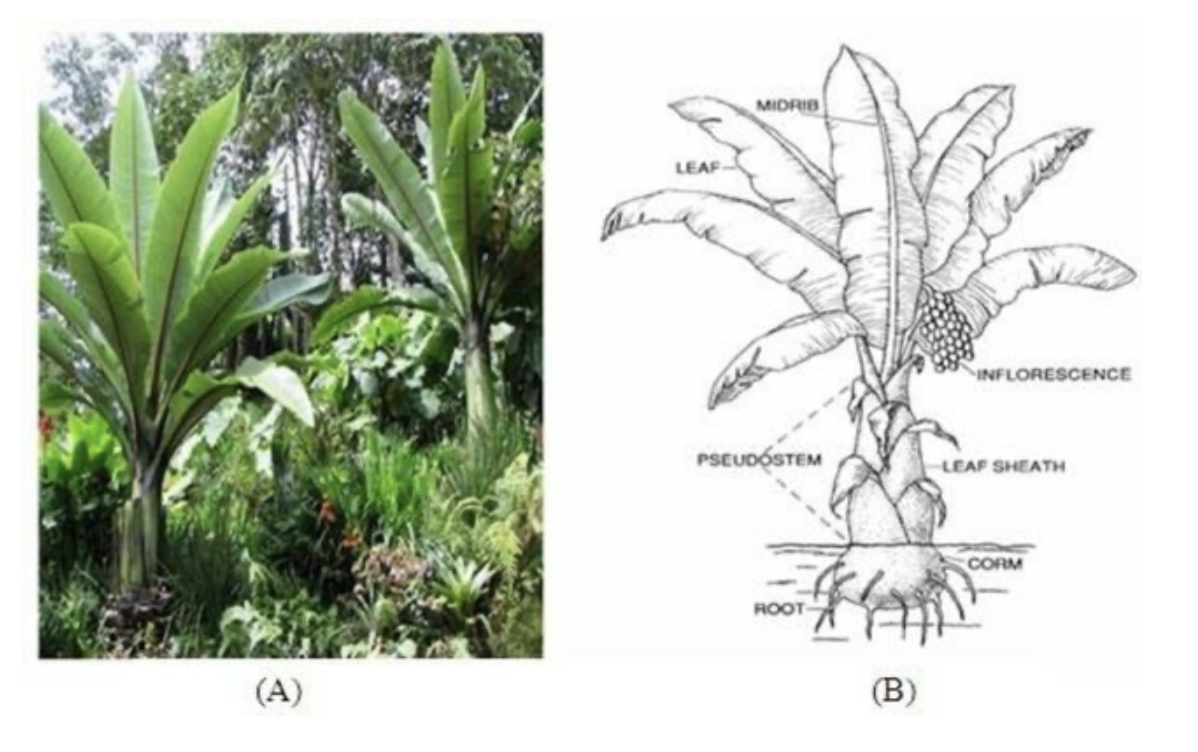 MIDRIB
LEAF
INFLORESCENCE
PSEUDOSTEM
LEAF SHEATH
CORM
ROOT
(A)
(B)